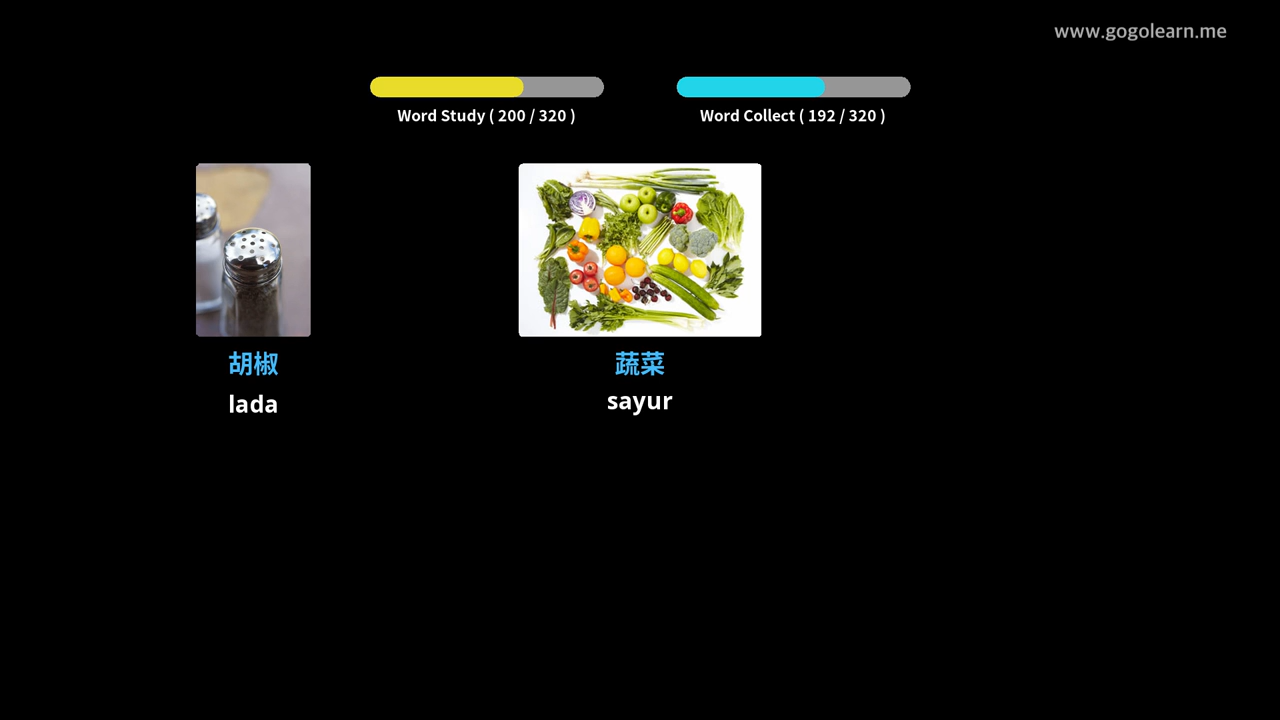 www.gogolearn.me
Word Study ( 200 / 320 )
Word Collect ( 192 / 320 )
胡椒
lada
蔬菜
sayur